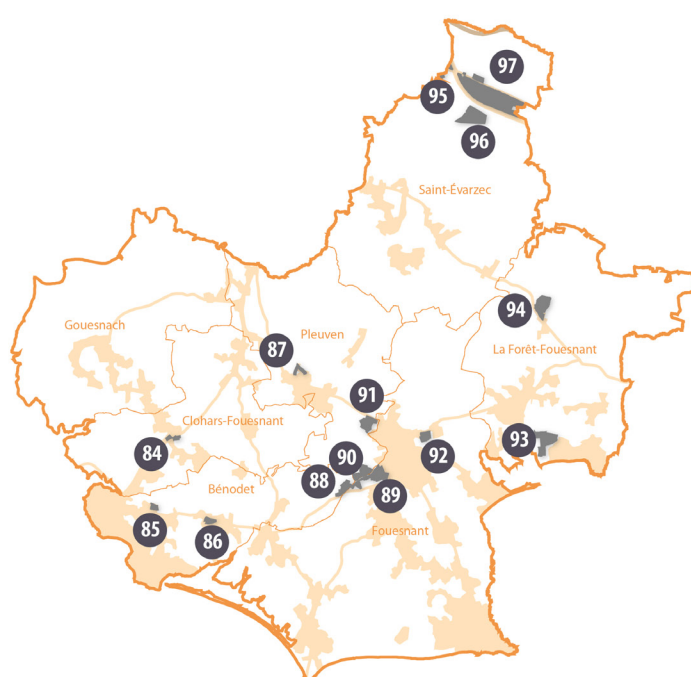 97
95
96
Saint-Évarzec
94
Gouesnach
Pleuven
87
La Forêt-Fouesnant
91
Clohars-Fouesnant
84
90
92
93
88
Bénodet
89
85
86
Fouesnant